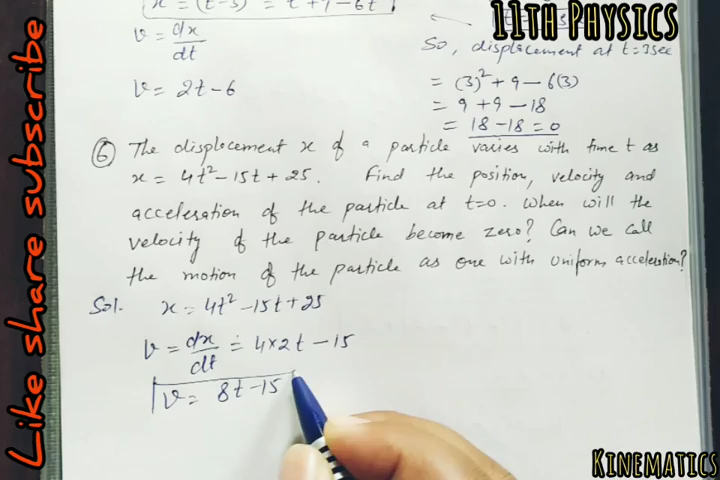 x = (t-3) = t + 9 - 6t
v = dx/dt
v = 2t - 6
11th Physics
So, displacement at t=3sec
= (3)² + 9 - 6(3)
= 9 + 9 - 18
= 18 - 18 = 0
⑥ The displacement x of a particle varies with time t as
x = 4t² - 15t + 25. Find the position, velocity and
acceleration of the particle at t=0. When will the
velocity of the particle become zero? Can we call
the motion of the particle as one with uniform acceleration?
Sol. x = 4t² - 15t + 25
v = dx/dt = 4×2t - 15
v = 8t - 15
Like share subscribe
KINEMATICS